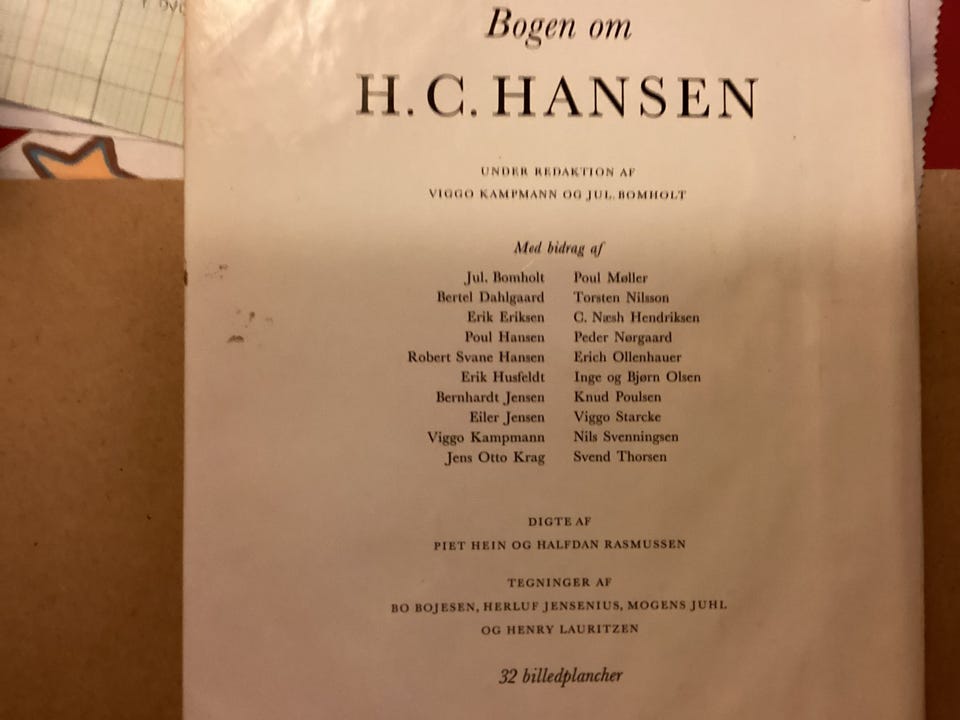 Bogen om
H. C. HANSEN
UNDER REDAKTION AF
VIGGO KAMPMANN OG JUL. BOMHOLT
Med bidrag af
Jul. Bomholt
Bertel Dahlgaard
Erik Eriksen
Poul Hansen
Robert Svane Hansen
Erik Husfeldt
Bernhardt Jensen
Eiler Jensen
Viggo Kampmann
Jens Otto Krag
Poul Møller
Torsten Nilsson
C. Næsh Hendriksen
Peder Nørgaard
Erich Ollenhauer
Inge og Bjørn Olsen
Knud Poulsen
Viggo Starcke
Nils Svenningsen
Svend Thorsen
DIGTE AF
PIET HEIN OG HALFDAN RASMUSSEN
TEGNINGER AF
BO BOJESEN, HERLUF JENSENIUS, MOGENS JUHL
OG HENRY LAURITZEN
32 billedplancher